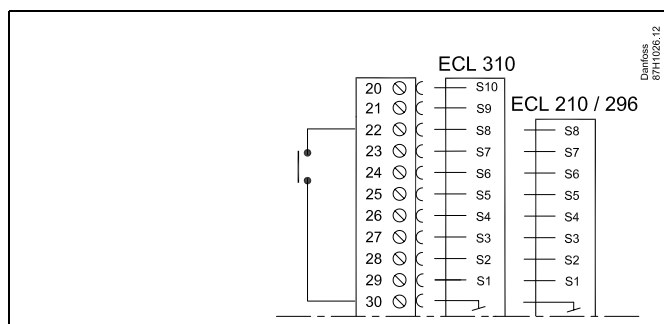 Danfoss
87H1026.12
ECL 310
ECL 210 / 296
20 S10
21 S9
22 S8 S8
23 S7 S7
24 S6 S6
25 S5 S5
26 S4 S4
27 S3 S3
28 S2 S2
29 S1 S1
30